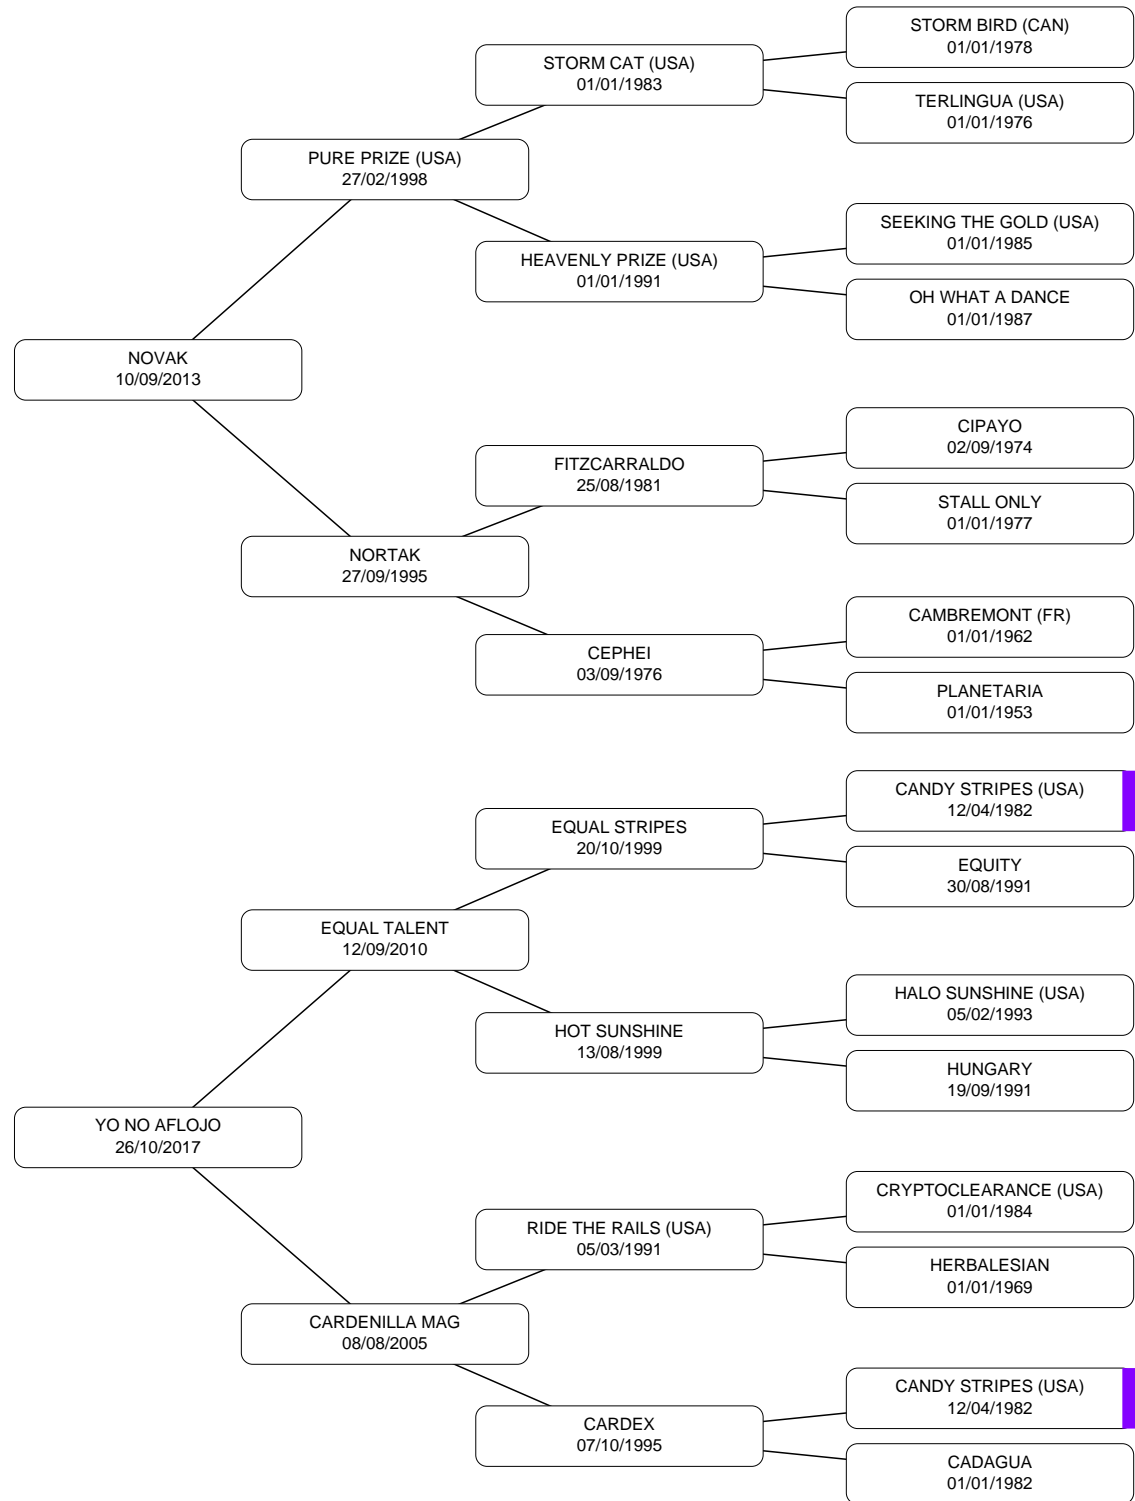 STORM BIRD (CAN)
01/01/1978
STORM CAT (USA)
01/01/1983
TERLINGUA (USA)
01/01/1976
PURE PRIZE (USA)
27/02/1998
SEEKING THE GOLD (USA)
01/01/1985
HEAVENLY PRIZE (USA)
01/01/1991
OH WHAT A DANCE
01/01/1987
NOVAK
10/09/2013
CIPAYO
02/09/1974
FITZCARRALDO
25/08/1981
STALL ONLY
01/01/1977
NORTAK
27/09/1995
CAMBREMONT (FR)
01/01/1962
CEPHEI
03/09/1976
PLANETARIA
01/01/1953
CANDY STRIPES (USA)
12/04/1982
EQUAL STRIPES
20/10/1999
EQUITY
30/08/1991
EQUAL TALENT
12/09/2010
HALO SUNSHINE (USA)
05/02/1993
HOT SUNSHINE
13/08/1999
HUNGARY
19/09/1991
YO NO AFLOJO
26/10/2017
CRYPTOCLEARANCE (USA)
01/01/1984
RIDE THE RAILS (USA)
05/03/1991
HERBALESIAN
01/01/1969
CARDENILLA MAG
08/08/2005
CANDY STRIPES (USA)
12/04/1982
CARDEX
07/10/1995
CADAGUA
01/01/1982